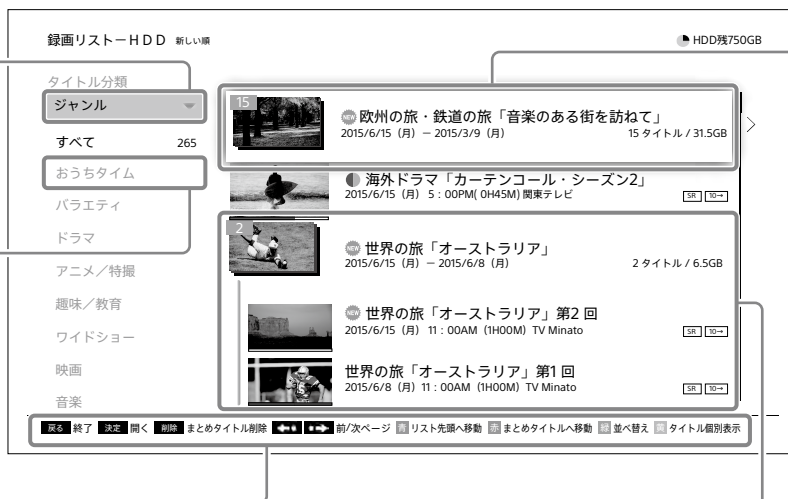 録画リストーＨＤＤ 新しい順
HDD残750GB
タイトル分類
ジャンル
すべて 265
おうちタイム
バラエティ
ドラマ
アニメ／特撮
趣味／教育
ワイドショー
映画
音楽
15
NEW 欧州の旅・鉄道の旅「音楽のある街を訪ねて」
2015/6/15（月）－ 2015/3/9（月） 15 タイトル / 31.5GB
海外ドラマ「カーテンコール・シーズン2」
2015/6/15（月）5 : 00PM( 0H45M) 関東テレビ SR 10→
2
NEW 世界の旅「オーストラリア」
2015/6/15（月）－ 2015/6/8（月） 2 タイトル / 6.5GB
NEW 世界の旅「オーストラリア」第2 回
2015/6/15（月）11 : 00AM（1H00M）TV Minato SR 10→
世界の旅「オーストラリア」第1 回
2015/6/8（月）11 : 00AM（1H00M）TV Minato SR 10→
戻る 終了 決定 開く 削除 まとめタイトル削除 前/次ページ 青 リスト先頭へ移動 赤 まとめタイトルへ移動 緑 並べ替え 黄 タイトル個別表示